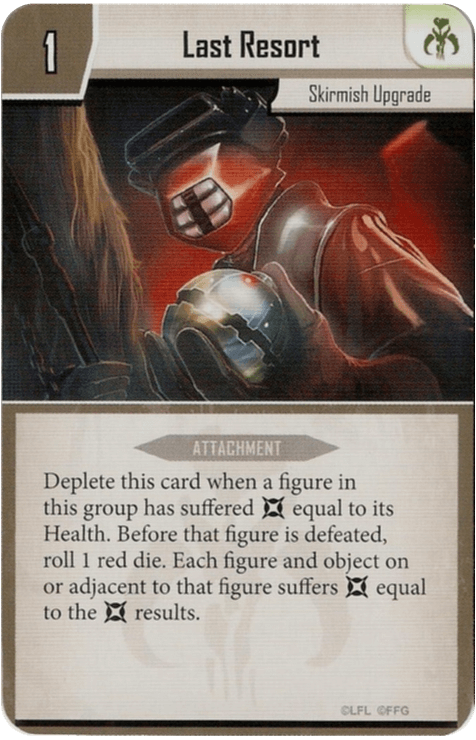 1
Last Resort
Skirmish Upgrade
ATTACHMENT
Deplete this card when a figure in
this group has suffered equal to its
Health. Before that figure is defeated,
roll 1 red die. Each figure and object on
or adjacent to that figure suffers equal
to the results.
©LFL ©FFG